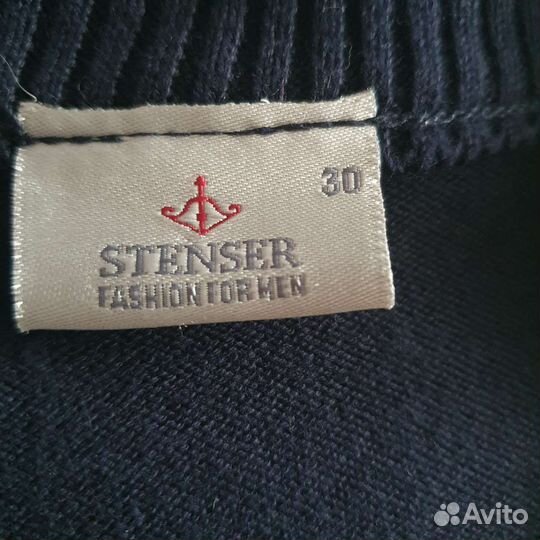 30
STENSER
FASHION FOR MEN
Avito